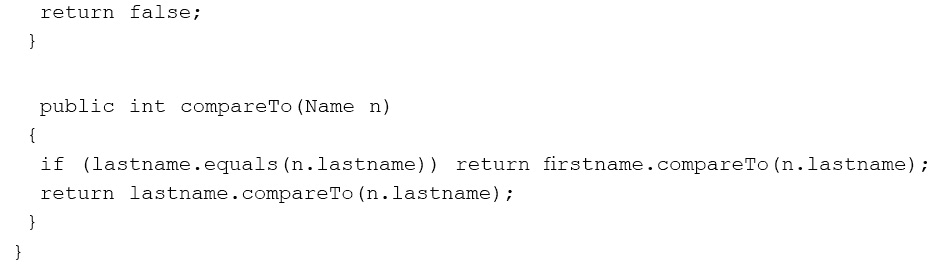 return false;
}
public int compareTo(Name n)
{
if (lastname.equals(n.lastname)) return firstname.compareTo(n.lastname);
return lastname.compareTo(n.lastname);
}
}